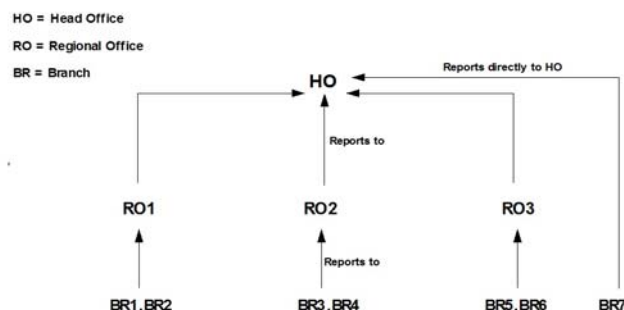 HO = Head Office
RO = Regional Office
BR = Branch
Reports directly to HO
HO
Reports to
RO1 RO2 RO3
Reports to
BR1,BR2 BR3,BR4 BR5,BR6 BR7